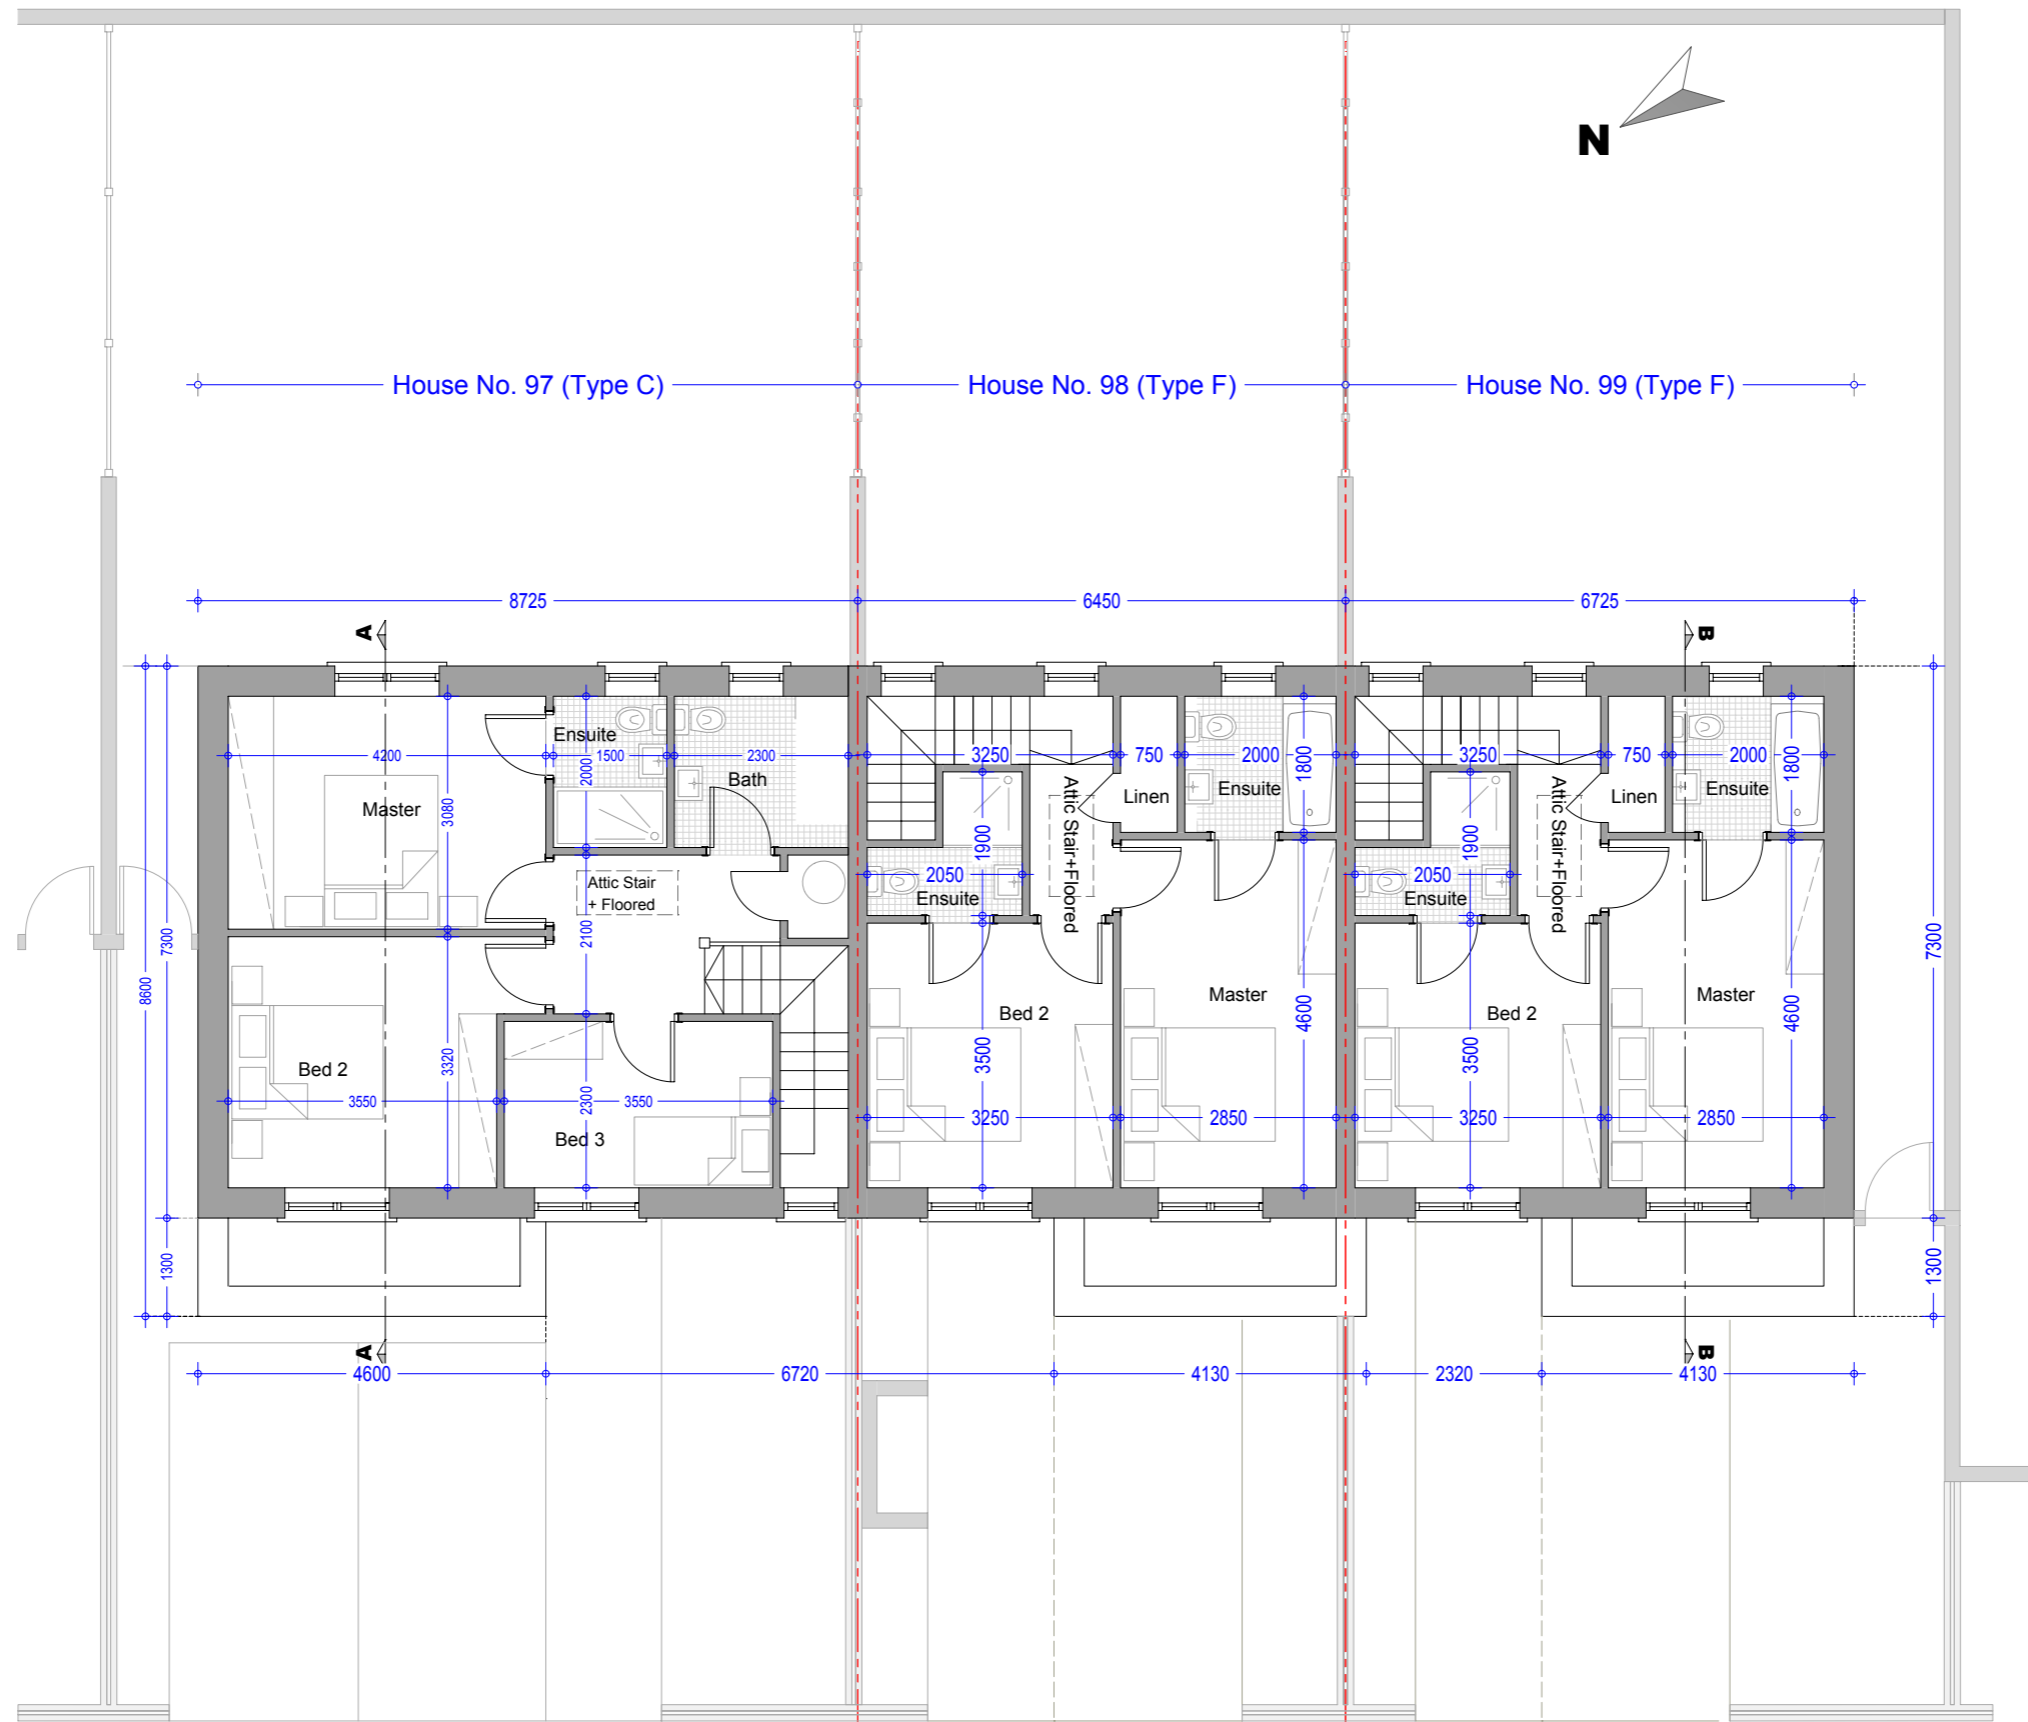 N
House No. 97 (Type C)
House No. 98 (Type F)
House No. 99 (Type F)
8725
6450
6725
A
B
Ensuite
4200
1500
2300
3250
750
2000
1800
3250
750
2000
1800
2000
Bath
Master
3080
Linen
Ensuite
Linen
Ensuite
Attic Stair+Floored
Attic Stair+Floored
1900
1900
2050
2050
Attic Stair
+ Floored
Ensuite
Ensuite
2100
7300
8600
7300
Master
Master
Bed 2
Bed 2
4600
4600
3500
3500
3320
Bed 2
3550
2300
3550
3250
2850
3250
2850
Bed 3
1300
1300
A
B
4600
6720
4130
2320
4130